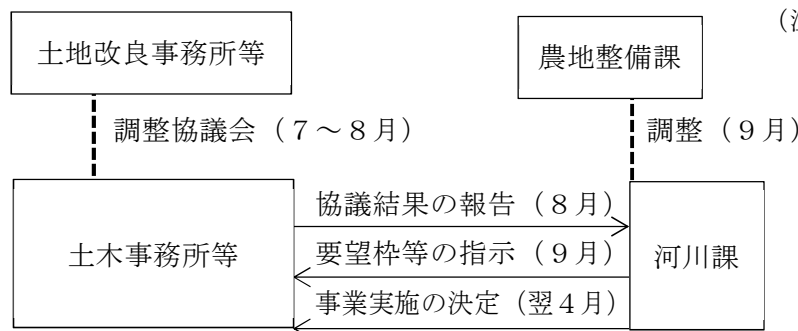 （注
土地改良事務所等
農地整備課
調整協議会（７～８月）
調整（９月）
協議結果の報告（８月）
土木事務所等
要望枠等の指示（９月）
河川課
事業実施の決定（翌４月）